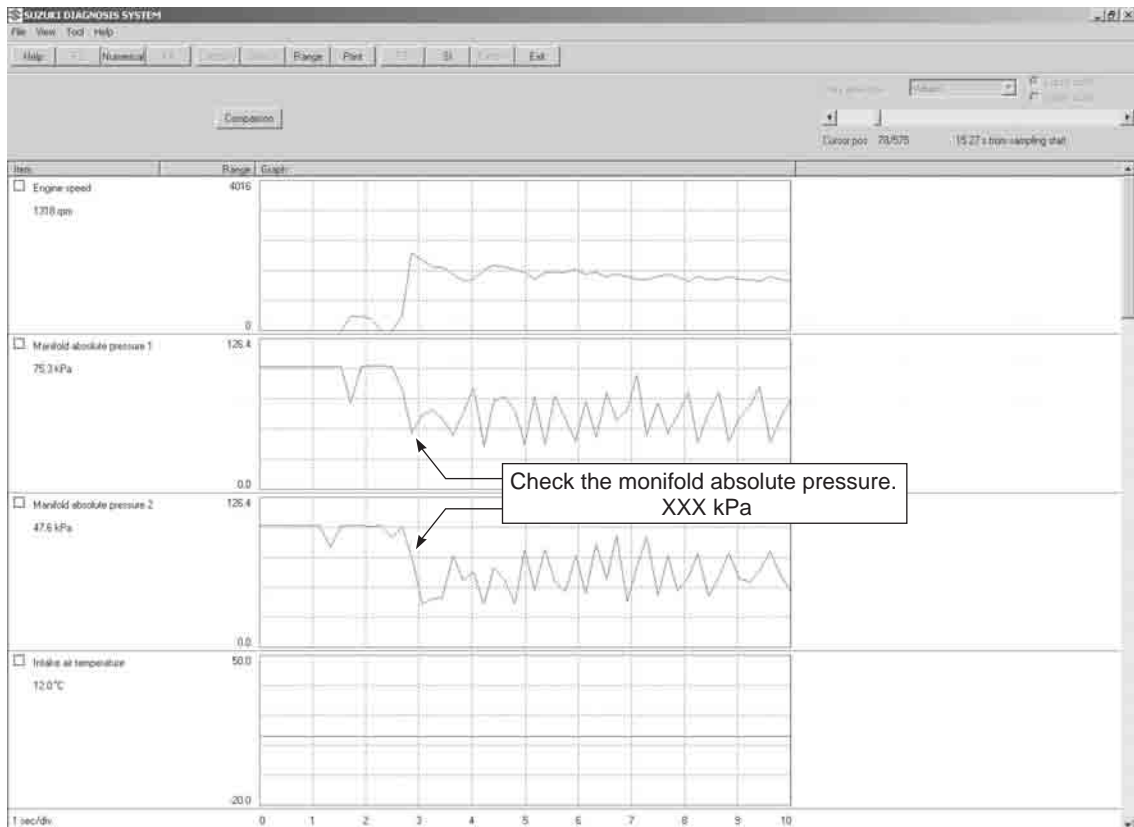 SUZUKI DIAGNOSIS SYSTEM
File View Tool Help
Help Numerical Range Print Exit
Comparison
Cursor pos 78/575 15.27 s from sampling start
Item Range Graph
Engine speed 4016
1318 rpm
0
Manifold absolute pressure 1 126.4
75.3 kPa
Check the monifold absolute pressure.
XXX kPa
0.0
Manifold absolute pressure 2 126.4
47.6 kPa
0.0
Intake air temperature 50.0
12.0°C
-20.0
1 sec/div 0 1 2 3 4 5 6 7 8 9 10